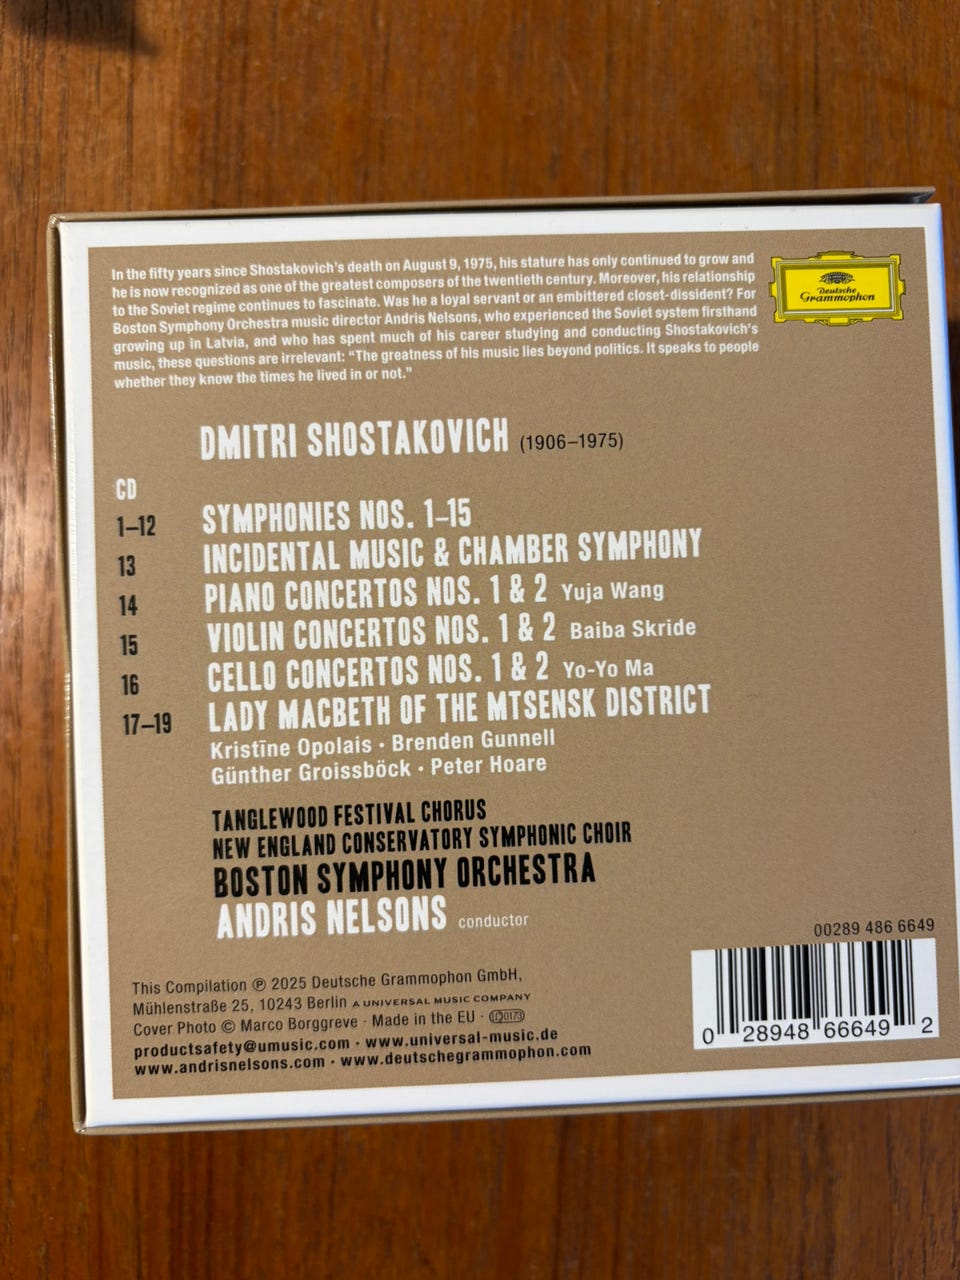 In the fifty years since Shostakovich's death on August 9, 1975, his stature has only continued to grow and
he is now recognized as one of the greatest composers of the twentieth century. Moreover, his relationship
to the Soviet regime continues to fascinate. Was he a loyal servant or an embittered closet-dissident? For
Boston Symphony Orchestra music director Andris Nelsons, who experienced the Soviet system firsthand
growing up in Latvia, and who has spent much of his career studying and conducting Shostakovich's
music, these questions are irrelevant: “The greatness of his music lies beyond politics. It speaks to people
whether they know the times he lived in or not.”
Deutsche
Grammophon
DMITRI SHOSTAKOVICH (1906–1975)
CD
1–12 SYMPHONIES NOS. 1–15
13 INCIDENTAL MUSIC & CHAMBER SYMPHONY
14 PIANO CONCERTOS NOS. 1 & 2 Yuja Wang
15 VIOLIN CONCERTOS NOS. 1 & 2 Baiba Skride
16 CELLO CONCERTOS NOS. 1 & 2 Yo-Yo Ma
17–19 LADY MACBETH OF THE MTSENSK DISTRICT
Kristīne Opolais · Brenden Gunnell
Günther Groissböck · Peter Hoare
TANGLEWOOD FESTIVAL CHORUS
NEW ENGLAND CONSERVATORY SYMPHONIC CHOIR
BOSTON SYMPHONY ORCHESTRA
ANDRIS NELSONS conductor
This Compilation ℗ 2025 Deutsche Grammophon GmbH,
Mühlenstraße 25, 10243 Berlin A UNIVERSAL MUSIC COMPANY
Cover Photo © Marco Borggreve · Made in the EU · LC 0173
productsafety@umusic.com · www.universal-music.de
www.andrisnelsons.com · www.deutschegrammophon.com
00289 486 6649
0 28948 66649 2